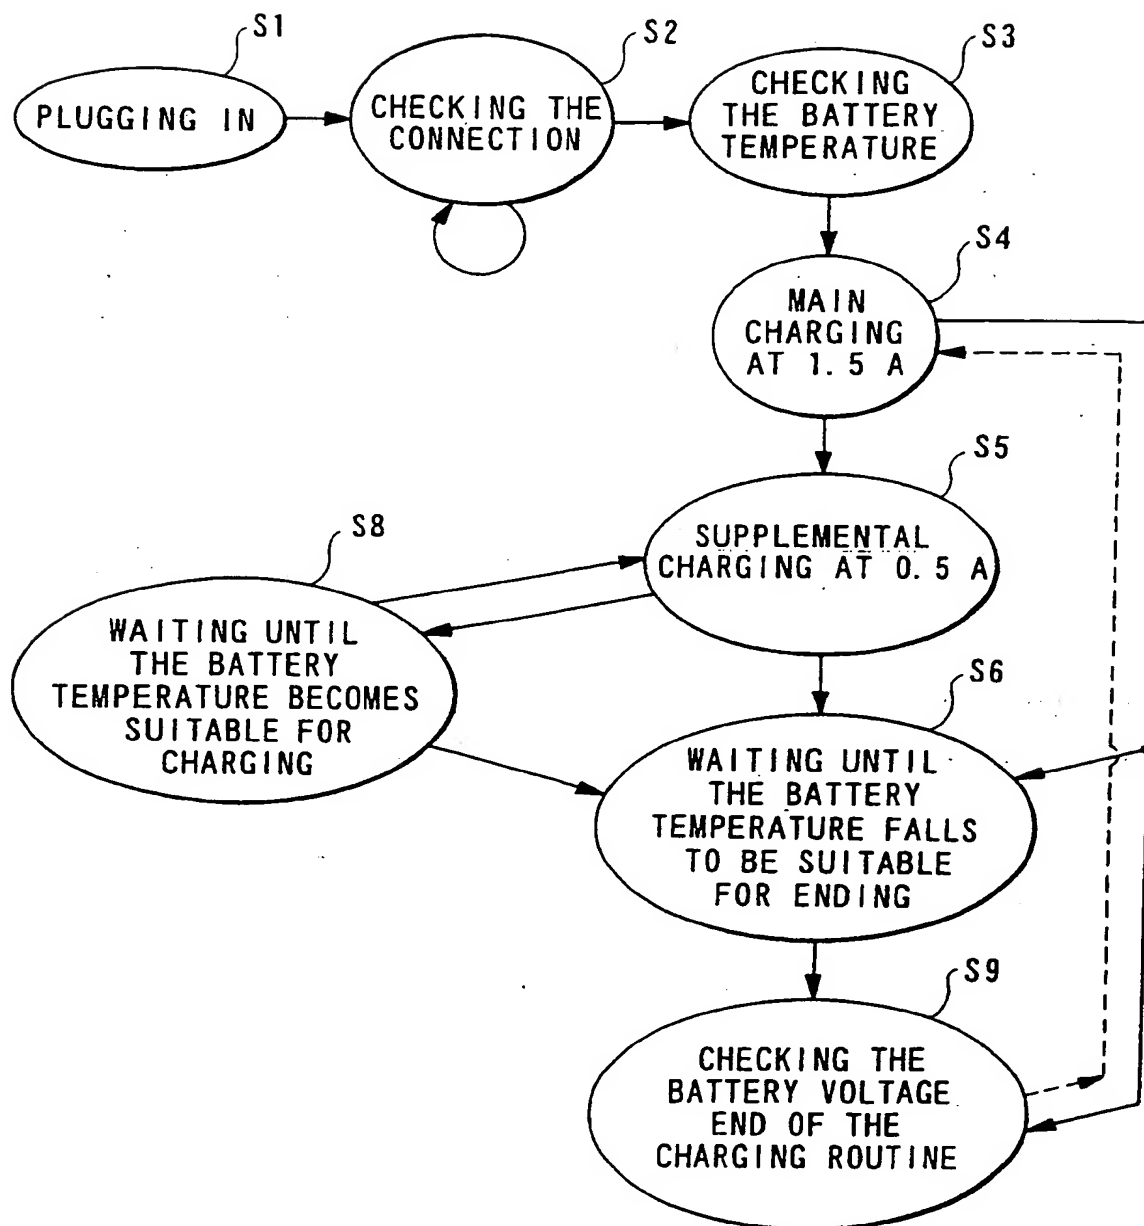 S1
PLUGGING IN
S2
CHECKING THE
CONNECTION
S3
CHECKING
THE BATTERY
TEMPERATURE
S4
MAIN
CHARGING
AT 1.5 A
S5
SUPPLEMENTAL
CHARGING AT 0.5 A
S8
WAITING UNTIL
THE BATTERY
TEMPERATURE BECOMES
SUITABLE FOR
CHARGING
S6
WAITING UNTIL
THE BATTERY
TEMPERATURE FALLS
TO BE SUITABLE
FOR ENDING
S9
CHECKING THE
BATTERY VOLTAGE
END OF THE
CHARGING ROUTINE